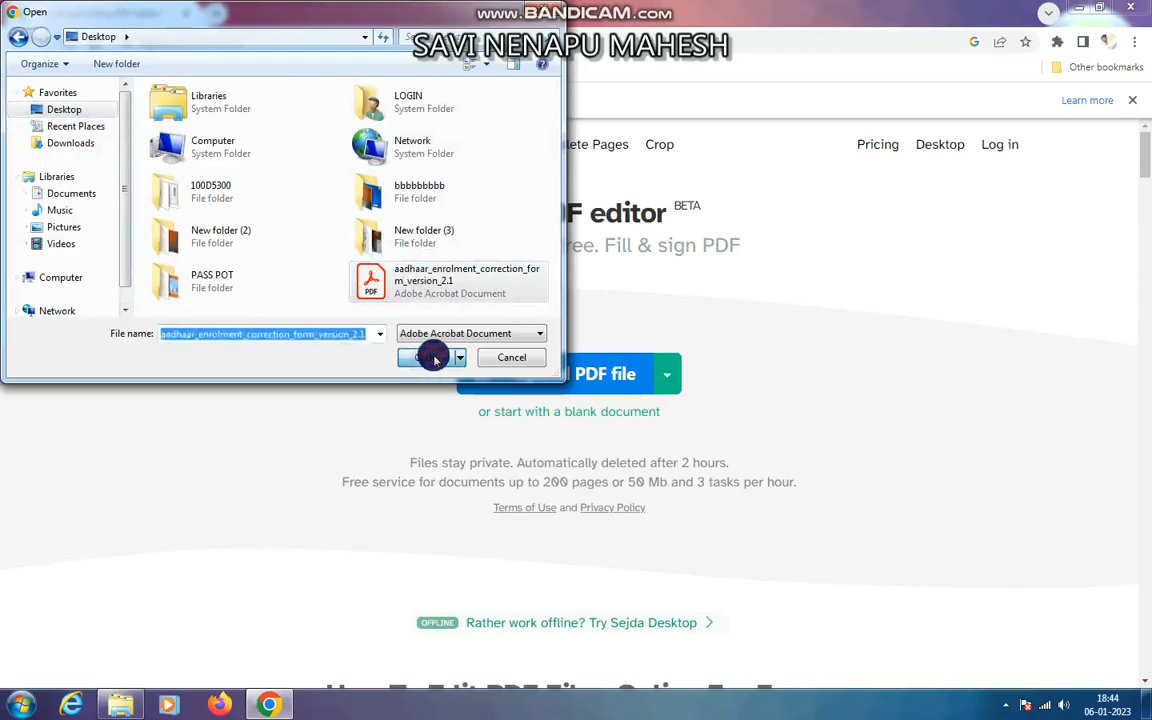 Open
www.BANDICAM.com
SAVI NENAPU MAHESH
Desktop
Organize
New folder
Other bookmarks
Favorites
Desktop
Recent Places
Downloads
Libraries
Documents
Music
Pictures
Videos
Computer
Network
Libraries
System Folder
LOGIN
System Folder
Computer
System Folder
Network
System Folder
100D5300
File folder
bbbbbbbbb
File folder
New folder (2)
File folder
New folder (3)
File folder
PASS POT
File folder
PDF
aadhaar_enrolment_correction_for
m_version_2.1
Adobe Acrobat Document
File name:
aadhaar_enrolment_correction_form_version_2.1
Adobe Acrobat Document
Cancel
Learn more
Pages
Crop
Pricing
Desktop
Log in
editor BETA
Fill & sign PDF
PDF file
or start with a blank document
Files stay private. Automatically deleted after 2 hours.
Free service for documents up to 200 pages or 50 Mb and 3 tasks per hour.
Terms of Use and Privacy Policy
OFFLINE Rather work offline? Try Sejda Desktop
18:44
06-01-2023